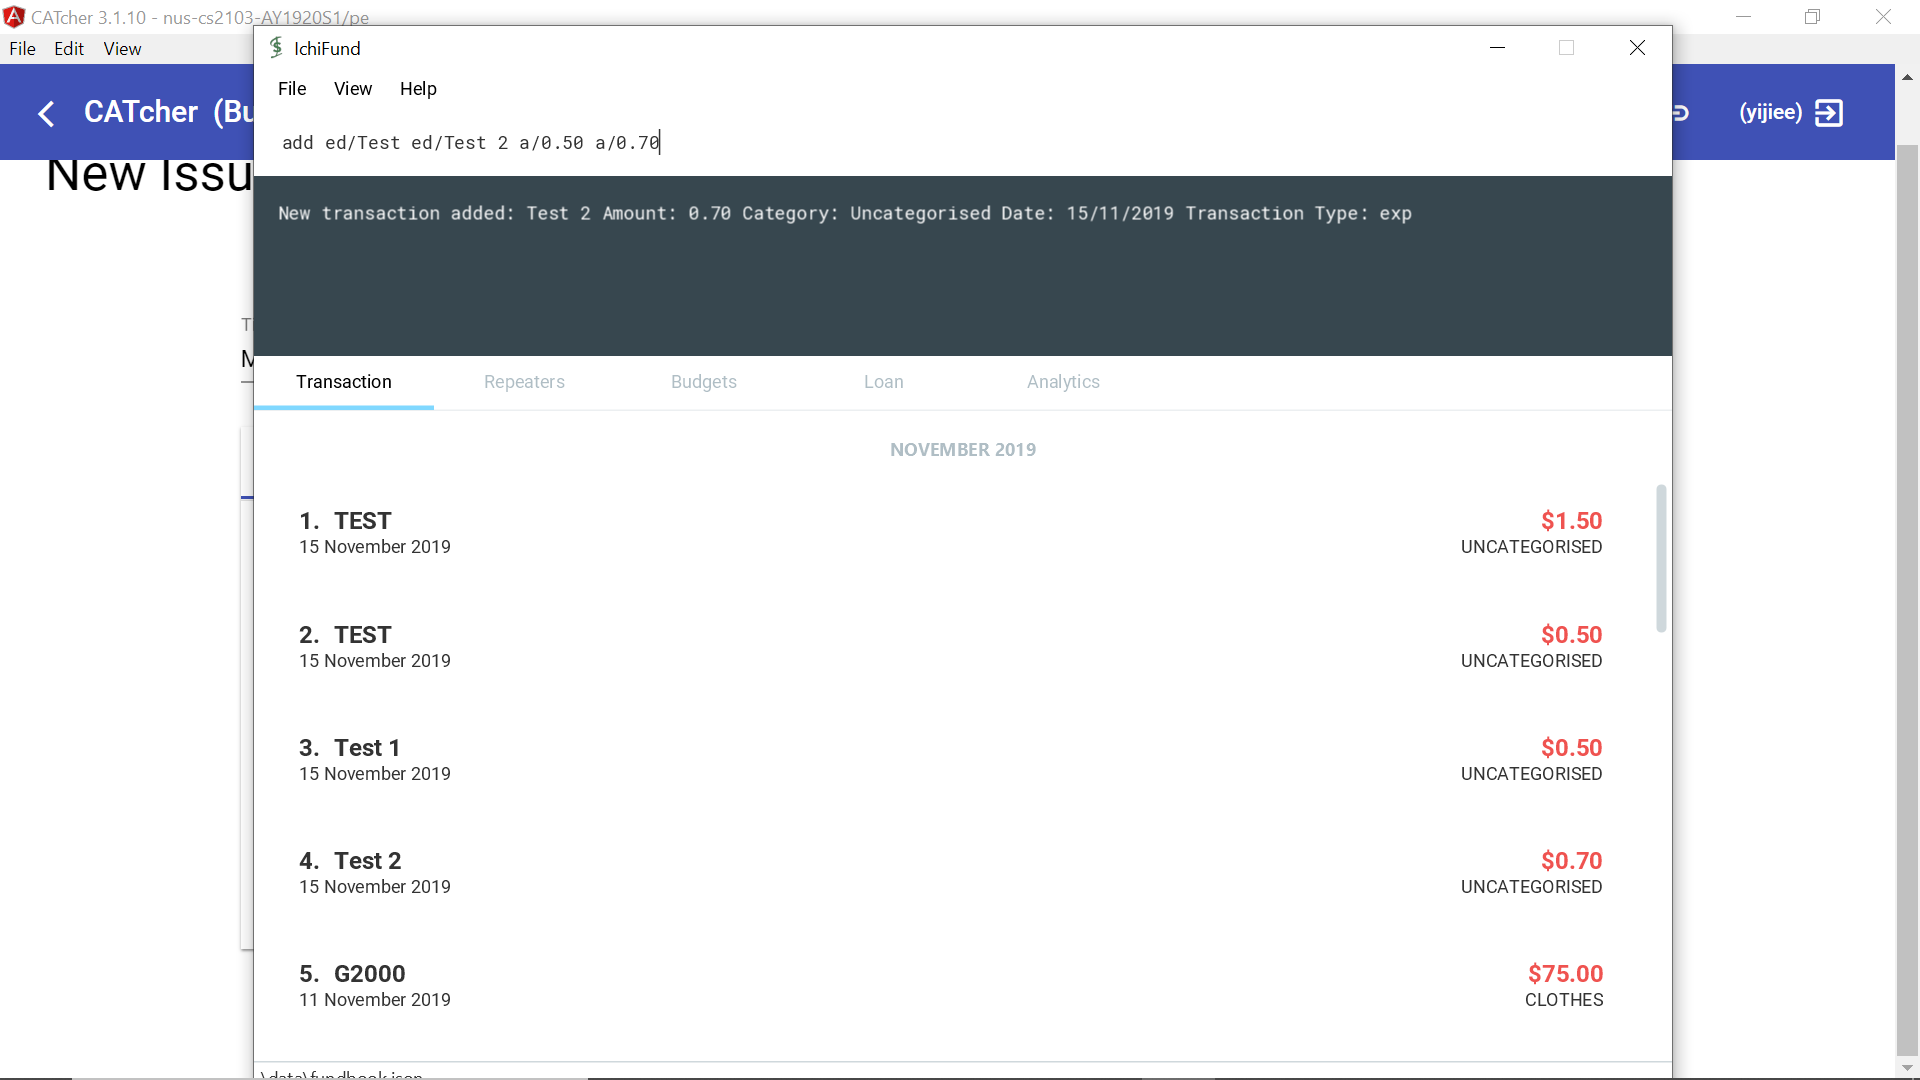 CATcher 3.1.10 - nus-cs2103-AY1920S1/pe
File Edit View
IchiFund
File View Help
CATcher (Bu
(yijiee)
add ed/Test ed/Test 2 a/0.50 a/0.70
New Issu
New transaction added: Test 2 Amount: 0.70 Category: Uncategorised Date: 15/11/2019 Transaction Type: exp
Transaction Repeaters Budgets Loan Analytics
NOVEMBER 2019
1. TEST $1.50
15 November 2019 UNCATEGORISED
2. TEST $0.50
15 November 2019 UNCATEGORISED
3. Test 1 $0.50
15 November 2019 UNCATEGORISED
4. Test 2 $0.70
15 November 2019 UNCATEGORISED
5. G2000 $75.00
11 November 2019 CLOTHES
\data\fundbook.json